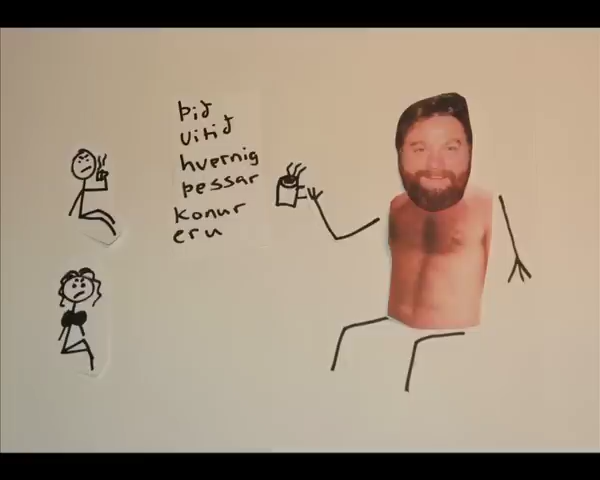 þið
vitið
hvernig
þessar
konur
eru